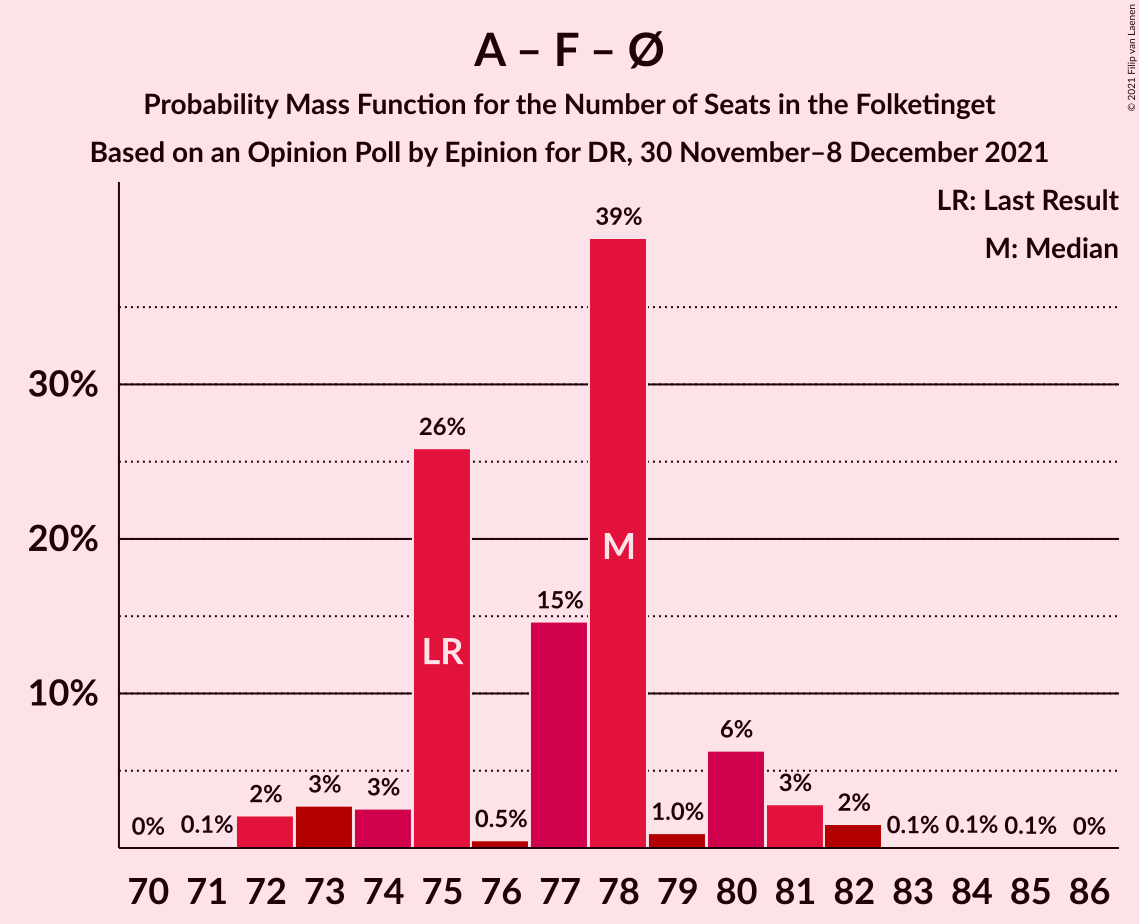 A – F – Ø
Probability Mass Function for the Number of Seats in the Folketinget
Based on an Opinion Poll by Epinion for DR, 30 November–8 December 2021
© 2021 Filip van Laenen
LR: Last Result
M: Median
30%
20%
10%
0%
0.1%
2%
3%
3%
26%
0.5%
15%
39%
1.0%
6%
3%
2%
0.1%
0.1%
0.1%
0%
LR
M
70 71 72 73 74 75 76 77 78 79 80 81 82 83 84 85 86